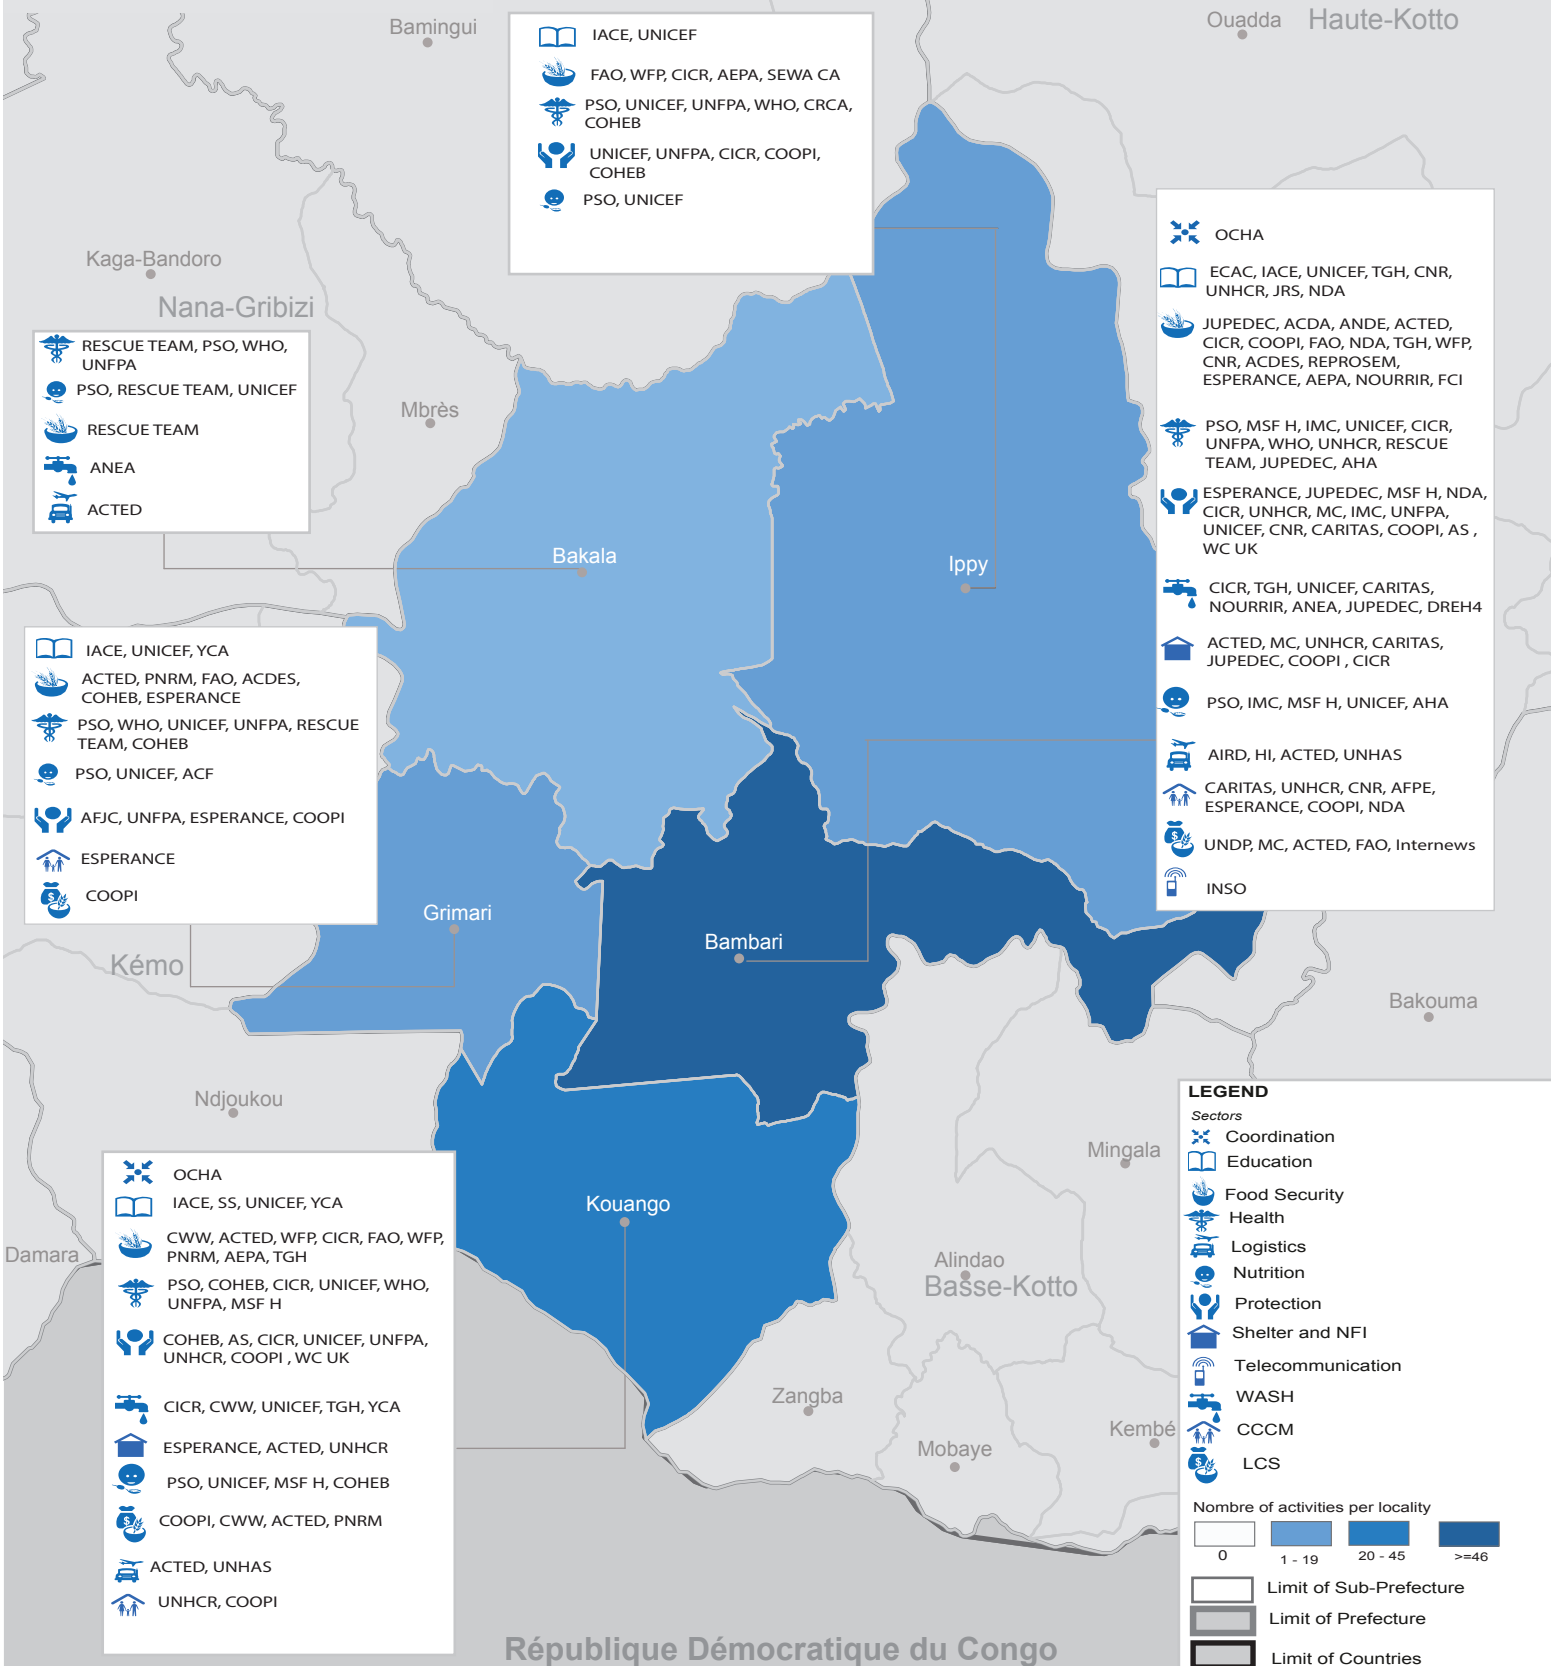 Bamingui
Ouadda
Haute-Kotto
IACE, UNICEF
FAO, WFP, CICR, AEPA, SEWA CA
PSO, UNICEF, UNFPA, WHO, CRCA,
COHEB
UNICEF, UNFPA, CICR, COOPI,
COHEB
PSO, UNICEF
Kaga-Bandoro
Nana-Gribizi
RESCUE TEAM, PSO, WHO,
UNFPA
PSO, RESCUE TEAM, UNICEF
RESCUE TEAM
ANEA
ACTED
Mbrès
Bakala
Ippy
OCHA
ECAC, IACE, UNICEF, TGH, CNR,
UNHCR, JRS, NDA
JUPEDEC, ACDA, ANDE, ACTED,
CICR, COOPI, FAO, NDA, TGH, WFP,
CNR, ACDES, REPROSEM,
ESPERANCE, AEPA, NOURRIR, FCI
PSO, MSF H, IMC, UNICEF, CICR,
UNFPA, WHO, UNHCR, RESCUE
TEAM, JUPEDEC, AHA
ESPERANCE, JUPEDEC, MSF H, NDA,
CICR, UNHCR, MC, IMC, UNFPA,
UNICEF, CNR, CARITAS, COOPI, AS ,
WC UK
CICR, TGH, UNICEF, CARITAS,
NOURRIR, ANEA, JUPEDEC, DREH4
ACTED, MC, UNHCR, CARITAS,
JUPEDEC, COOPI , CICR
PSO, IMC, MSF H, UNICEF, AHA
AIRD, HI, ACTED, UNHAS
CARITAS, UNHCR, CNR, AFPE,
ESPERANCE, COOPI, NDA
UNDP, MC, ACTED, FAO, Internews
INSO
IACE, UNICEF, YCA
ACTED, PNRM, FAO, ACDES,
COHEB, ESPERANCE
PSO, WHO, UNICEF, UNFPA, RESCUE
TEAM, COHEB
PSO, UNICEF, ACF
AFJC, UNFPA, ESPERANCE, COOPI
ESPERANCE
COOPI
Grimari
Bambari
Kémo
Bakouma
Ndjoukou
Mingala
Kouango
Damara
Alindao
Basse-Kotto
Zangba
Mobaye
Kembé
OCHA
IACE, SS, UNICEF, YCA
CWW, ACTED, WFP, CICR, FAO, WFP,
PNRM, AEPA, TGH
PSO, COHEB, CICR, UNICEF, WHO,
UNFPA, MSF H
COHEB, AS, CICR, UNICEF, UNFPA,
UNHCR, COOPI , WC UK
CICR, CWW, UNICEF, TGH, YCA
ESPERANCE, ACTED, UNHCR
PSO, UNICEF, MSF H, COHEB
COOPI, CWW, ACTED, PNRM
ACTED, UNHAS
UNHCR, COOPI
République Démocratique du Congo
LEGEND
Sectors
Coordination
Education
Food Security
Health
Logistics
Nutrition
Protection
Shelter and NFI
Telecommunication
WASH
CCCM
LCS
Nombre of activities per locality
0
1 - 19
20 - 45
>=46
Limit of Sub-Prefecture
Limit of Prefecture
Limit of Countries